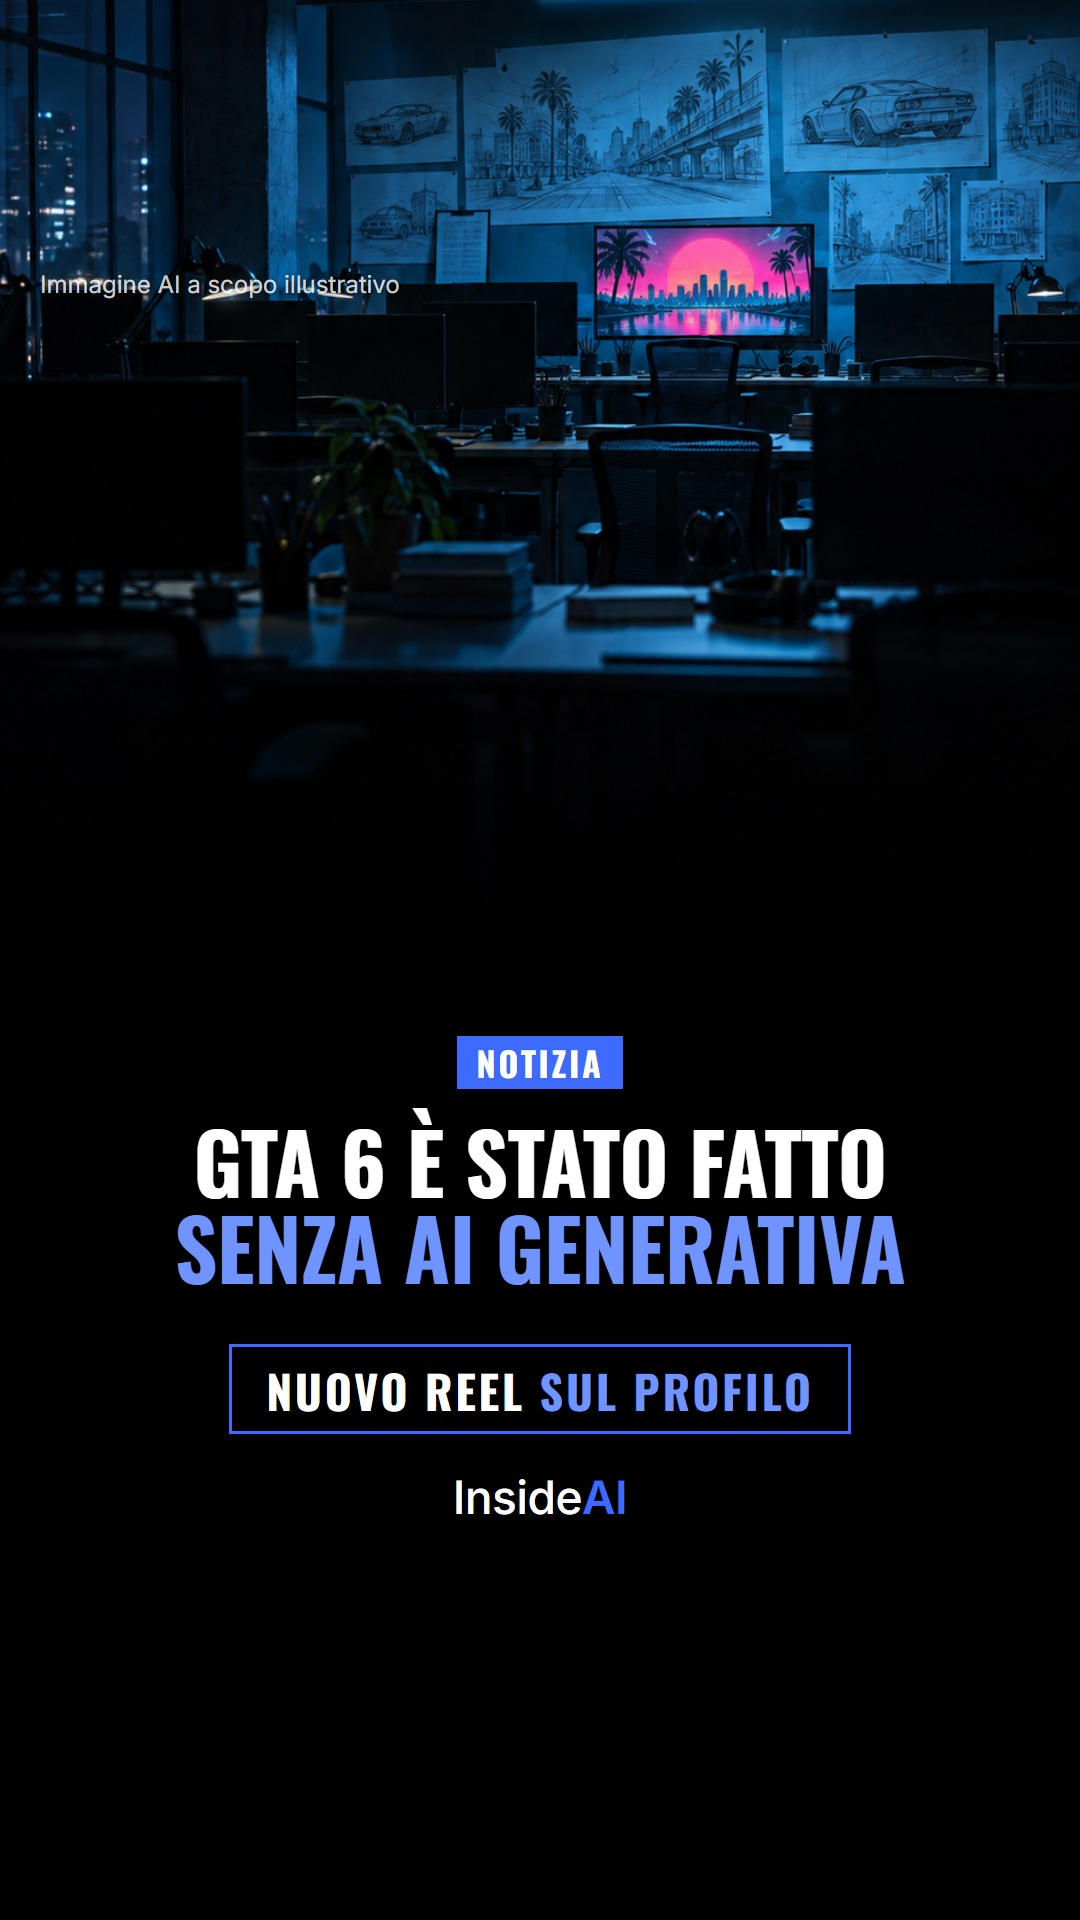 Immagine AI a scopo illustrativo
NOTIZIA
GTA 6 È STATO FATTO
SENZA AI GENERATIVA
NUOVO REEL SUL PROFILO
InsideAI